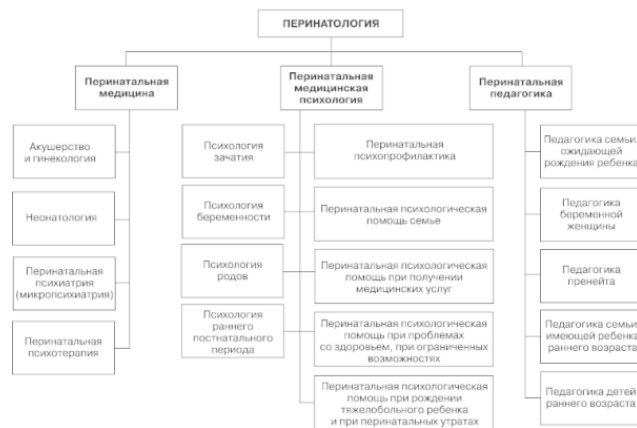 ПЕРИНАТОЛОГИЯ
Перинатальная
медицина
Перинатальная
медицинская
психология
Перинатальная
педагогика
Акушерство
и гинекология
Неонатология
Перинатальная
психиатрия
(микропсихиатрия)
Перинатальная
психотерапия
Психология
зачатия
Психология
беременности
Психология
родов
Психология
раннего
постнатального
периода
Перинатальная
психопрофилактика
Перинатальная психологическая
помощь семье
Перинатальная психологическая
помощь при получении
медицинских услуг
Перинатальная психологическая
помощь при проблемах
со здоровьем, при ограниченных
возможностях
Перинатальная психологическая
помощь при рождении
тяжелобольного ребенка
и при перинатальных утратах
Педагогика семьи,
ожидающей
рождения ребенка
Педагогика
беременной
женщины
Педагогика
пренейта
Педагогика семьи,
имеющей ребенка
раннего возраста
Педагогика детей
раннего возраста